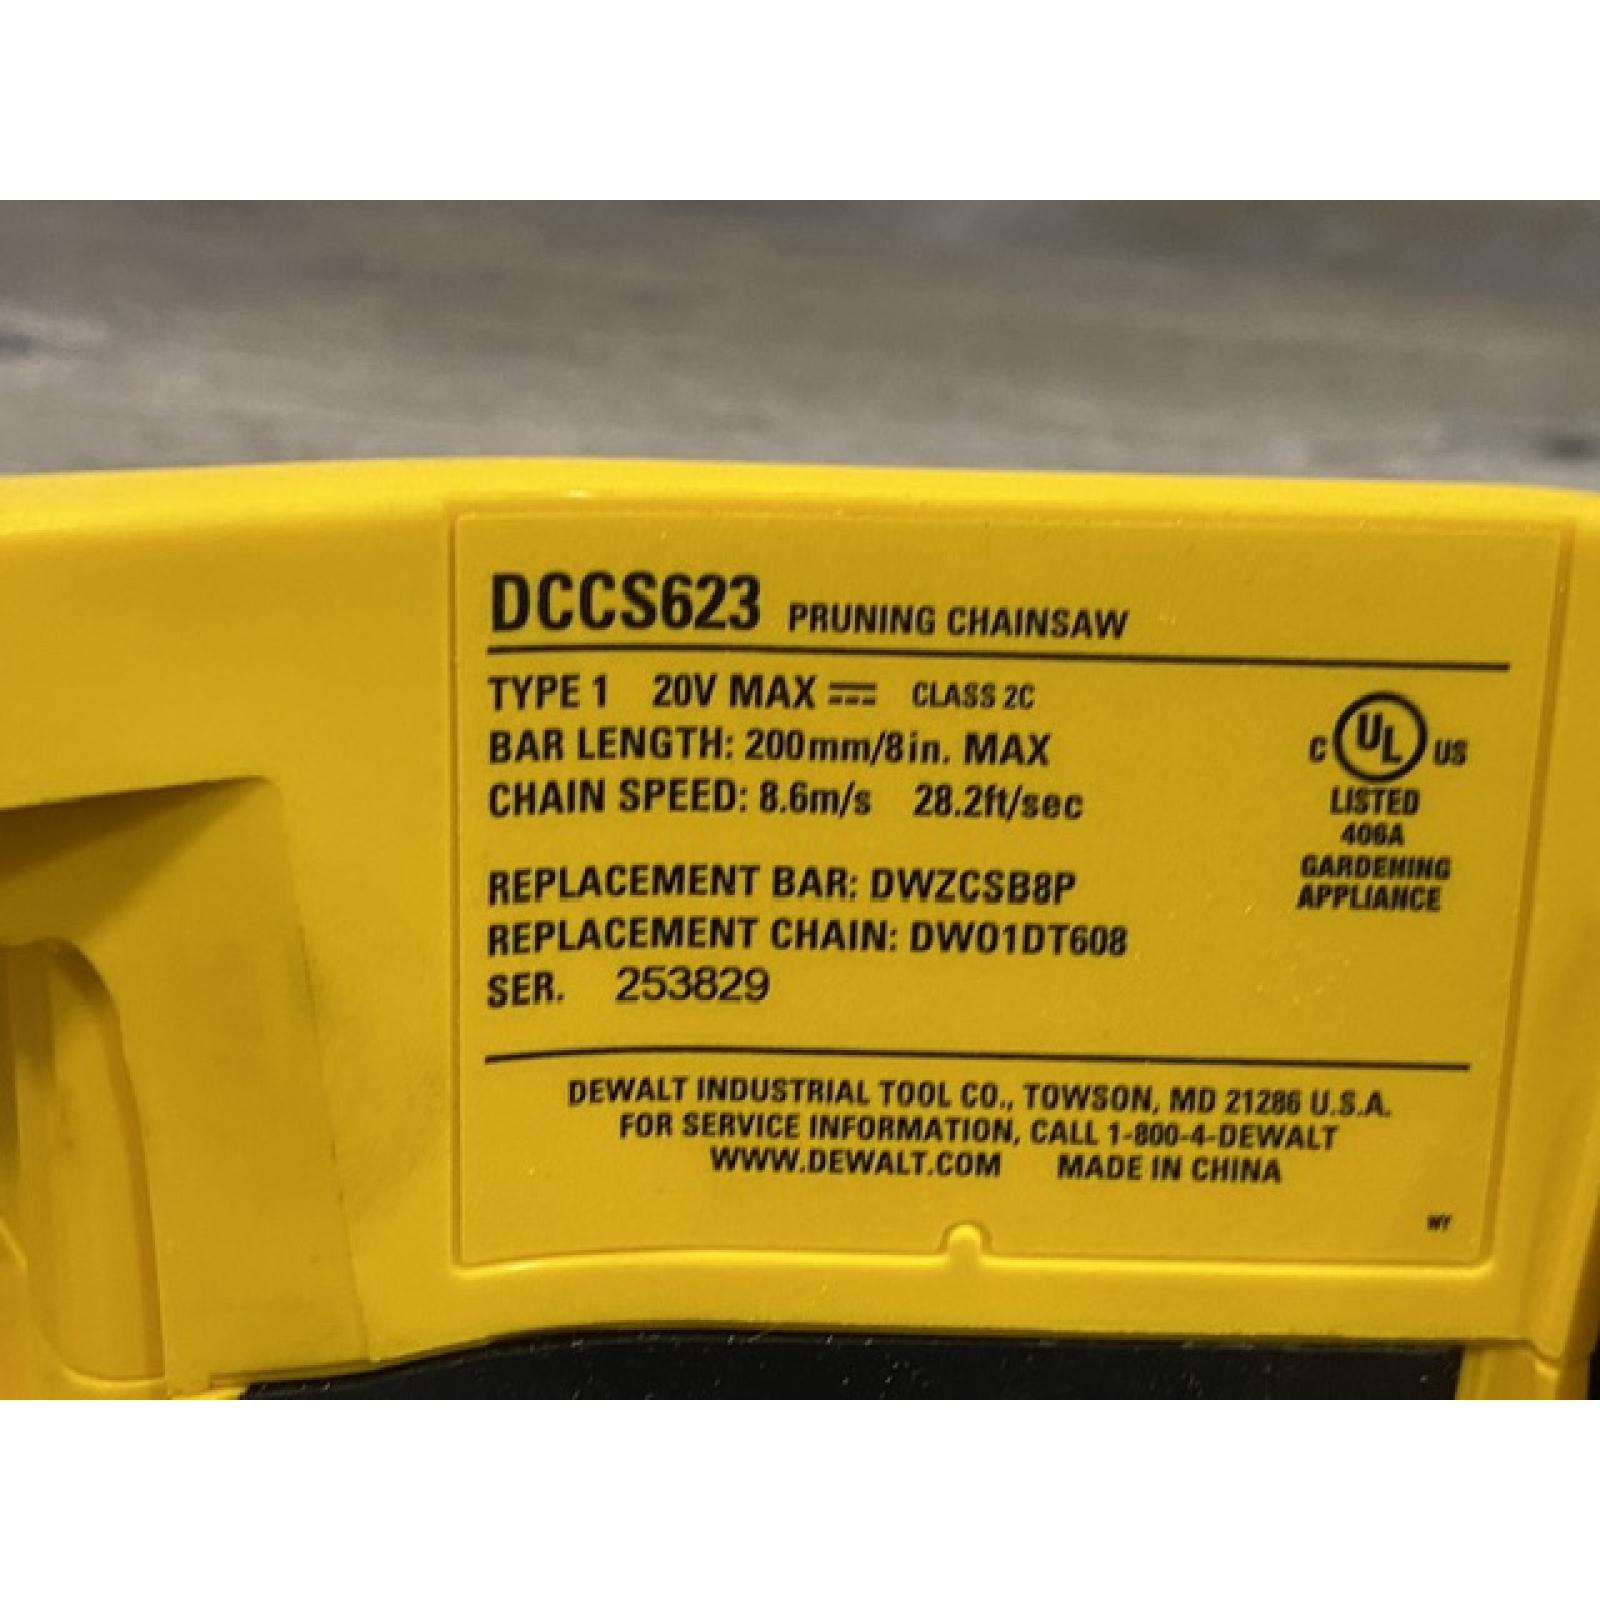 DCCS623 PRUNING CHAINSAW
TYPE 1 20V MAX ⎓ CLASS 2C
BAR LENGTH: 200mm/8in. MAX
CHAIN SPEED: 8.6m/s 28.2ft/sec
C UL US
LISTED
406A
GARDENING
APPLIANCE
REPLACEMENT BAR: DWZCSB8P
REPLACEMENT CHAIN: DWO1DT608
SER. 253829
DEWALT INDUSTRIAL TOOL CO., TOWSON, MD 21286 U.S.A.
FOR SERVICE INFORMATION, CALL 1-800-4-DEWALT
WWW.DEWALT.COM MADE IN CHINA
WY